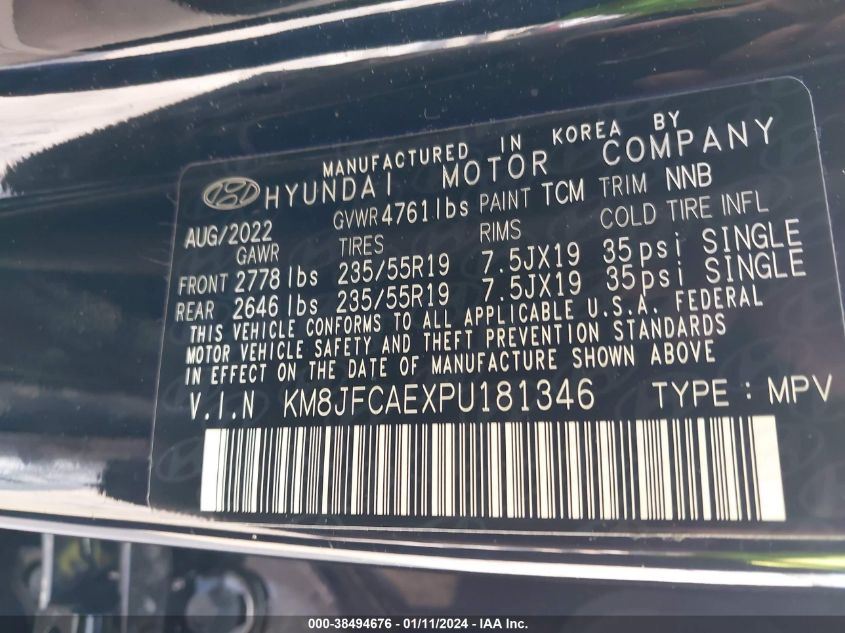 MANUFACTURED IN KOREA BY
HYUNDAI MOTOR COMPANY
AUG/2022 GVWR 4761lbs PAINT TCM TRIM NNB
GAWR TIRES RIMS COLD TIRE INFL
FRONT 2778 lbs 235/55R19 7.5JX19 35psi SINGLE
REAR 2646 lbs 235/55R19 7.5JX19 35psi SINGLE
THIS VEHICLE CONFORMS TO ALL APPLICABLE U.S.A. FEDERAL
MOTOR VEHICLE SAFETY AND THEFT PREVENTION STANDARDS
IN EFFECT ON THE DATE OF MANUFACTURE SHOWN ABOVE
V.I.N KM8JFCAEXPU181346 TYPE : MPV
000-38494676 - 01/11/2024 - IAA Inc.